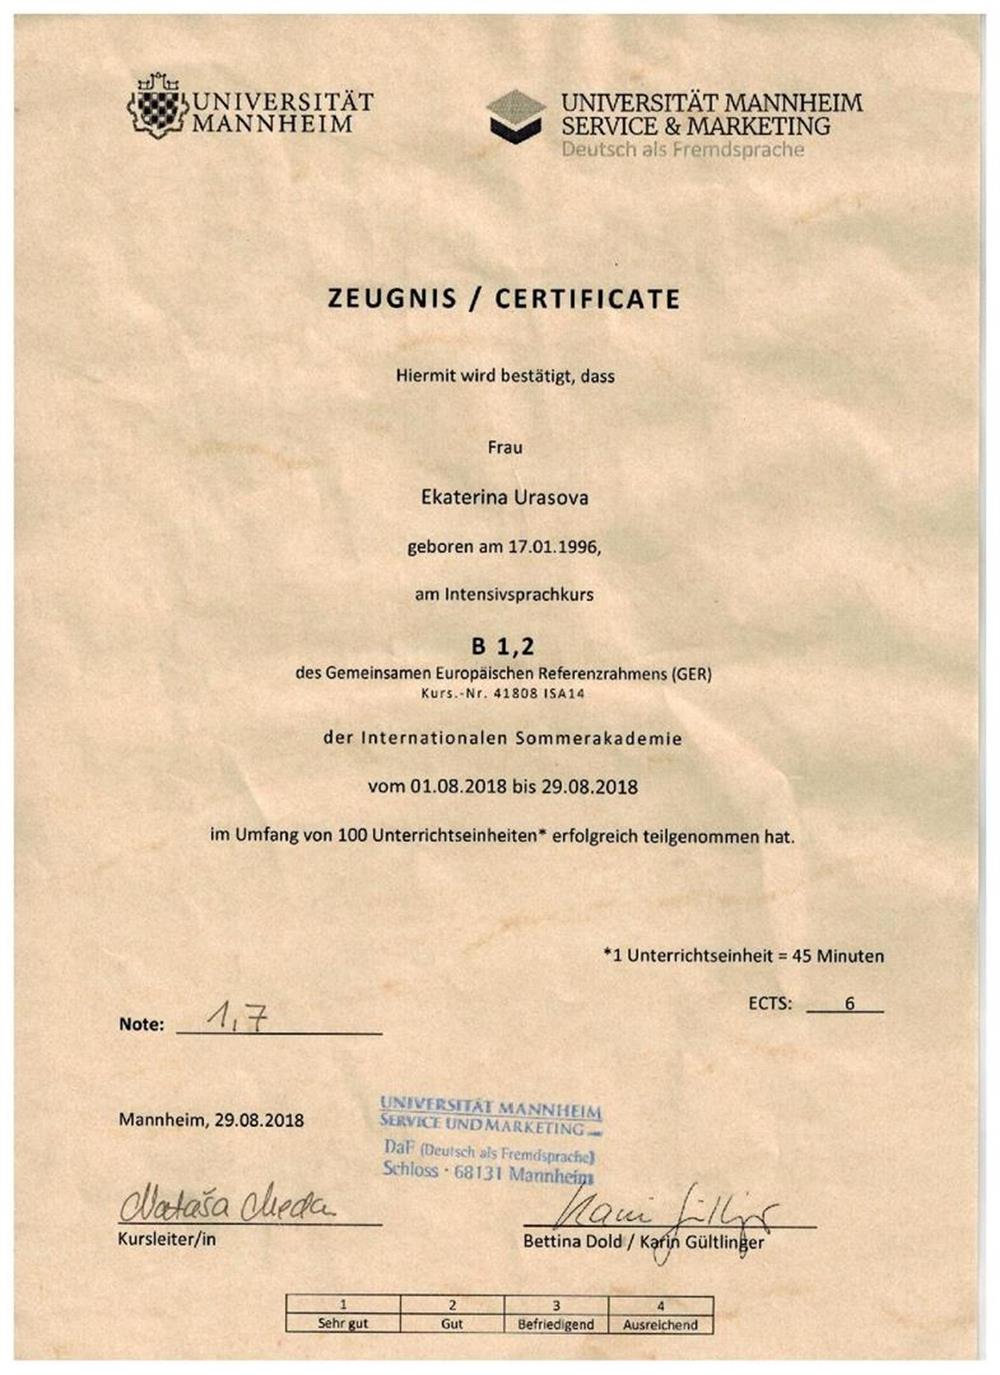 UNIVERSITÄT
MANNHEIM
UNIVERSITÄT MANNHEIM
SERVICE & MARKETING
Deutsch als Fremdsprache
ZEUGNIS / CERTIFICATE
Hiermit wird bestätigt, dass
Frau
Ekaterina Urasova
geboren am 17.01.1996,
am Intensivsprachkurs
B 1,2
des Gemeinsamen Europäischen Referenzrahmens (GER)
Kurs.-Nr. 41808 ISA14
der Internationalen Sommerakademie
vom 01.08.2018 bis 29.08.2018
im Umfang von 100 Unterrichtseinheiten* erfolgreich teilgenommen hat.
*1 Unterrichtseinheit = 45 Minuten
ECTS: 6
Note: 1,7
Mannheim, 29.08.2018
UNIVERSITÄT MANNHEIM
SERVICE UND MARKETING
DaF (Deutsch als Fremdsprache)
Schloss · 68131 Mannheim
Nataša
Kursleiter/in
Bettina Dold / Karin Gültlinger
1 2 3 4
Sehr gut Gut Befriedigend Ausreichend